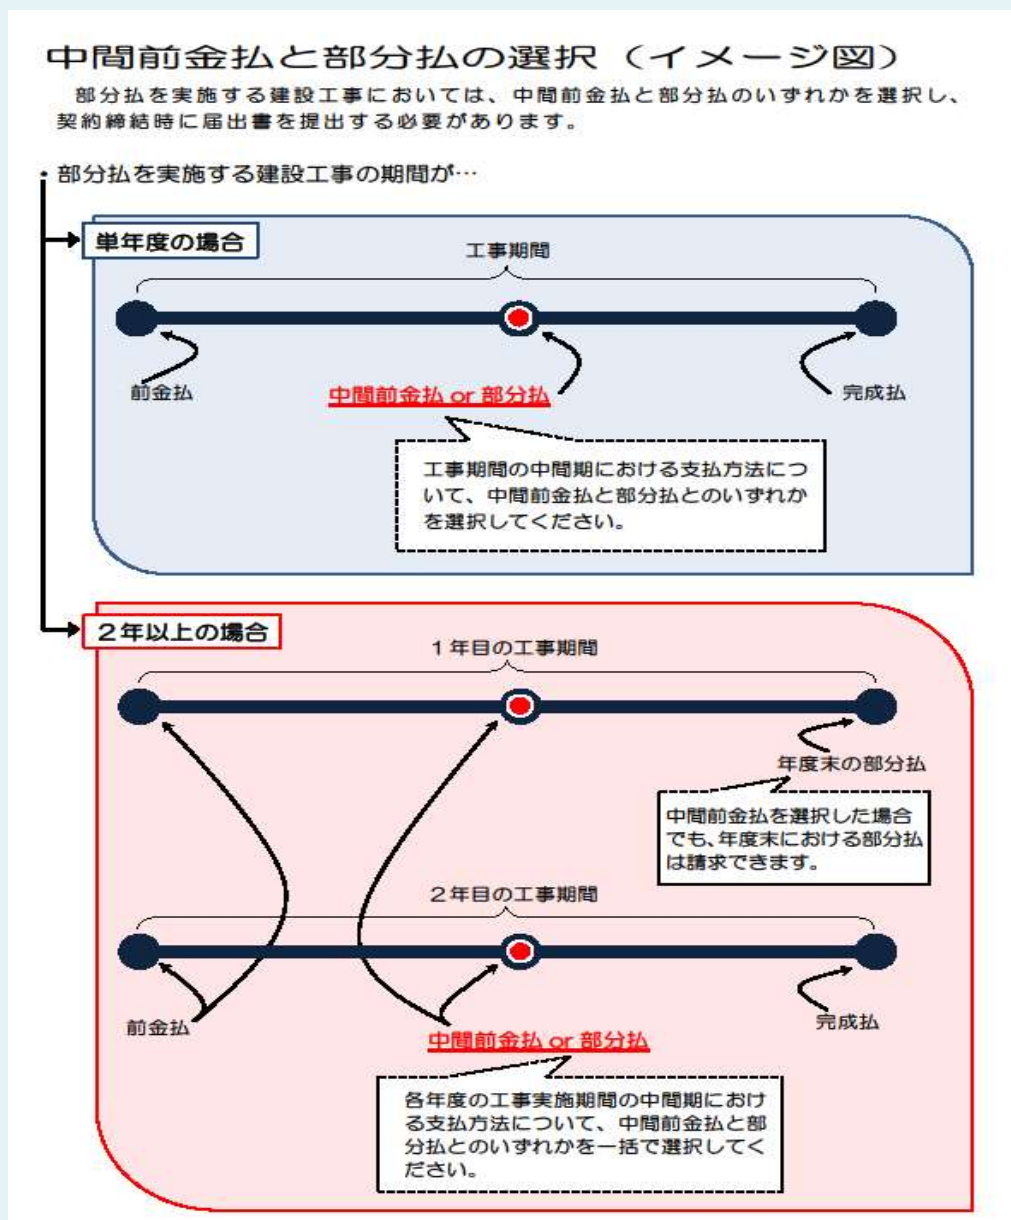 中間前金払と部分払の選択（イメージ図）
部分払を実施する建設工事においては、中間前金払と部分払のいずれかを選択し、
契約締結時に届出書を提出する必要があります。
・部分払を実施する建設工事の期間が…
単年度の場合
工事期間
前金払
中間前金払 or 部分払
完成払
工事期間の中間期における支払方法につ
いて、中間前金払と部分払とのいずれか
を選択してください。
２年以上の場合
１年目の工事期間
年度末の部分払
中間前金払を選択した場合
でも、年度末における部分払
は請求できます。
２年目の工事期間
前金払
中間前金払 or 部分払
完成払
各年度の工事実施期間の中間期におけ
る支払方法について、中間前金払と部
分払とのいずれかを一括で選択してく
ださい。